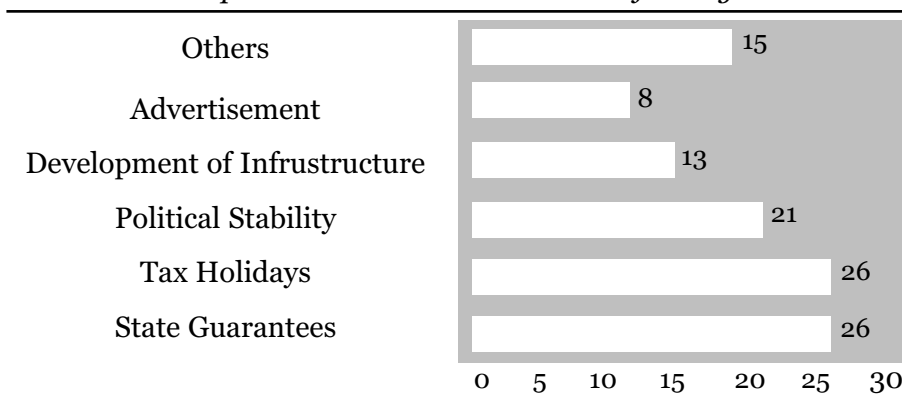 Others 15
Advertisement 8
Development of Infrustructure 13
Political Stability 21
Tax Holidays 26
State Guarantees 26
0 5 10 15 20 25 30